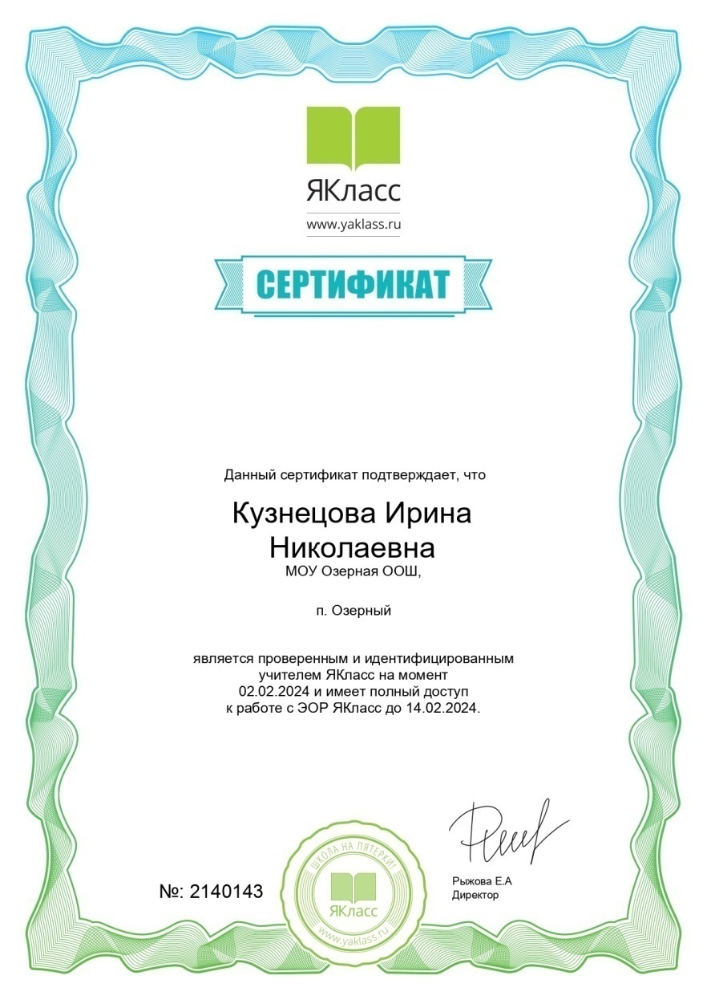 ЯКласс
www.yaklass.ru
СЕРТИФИКАТ
Данный сертификат подтверждает, что
Кузнецова Ирина
Николаевна
МОУ Озерная ООШ,
п. Озерный
является проверенным и идентифицированным
учителем ЯКласс на момент
02.02.2024 и имеет полный доступ
к работе с ЭОР ЯКласс до 14.02.2024.
№: 2140143
ШКОЛА НА ПЯТЕРКИ!
ЯКласс
www.yaklass.ru
Рыжова Е.А
Директор